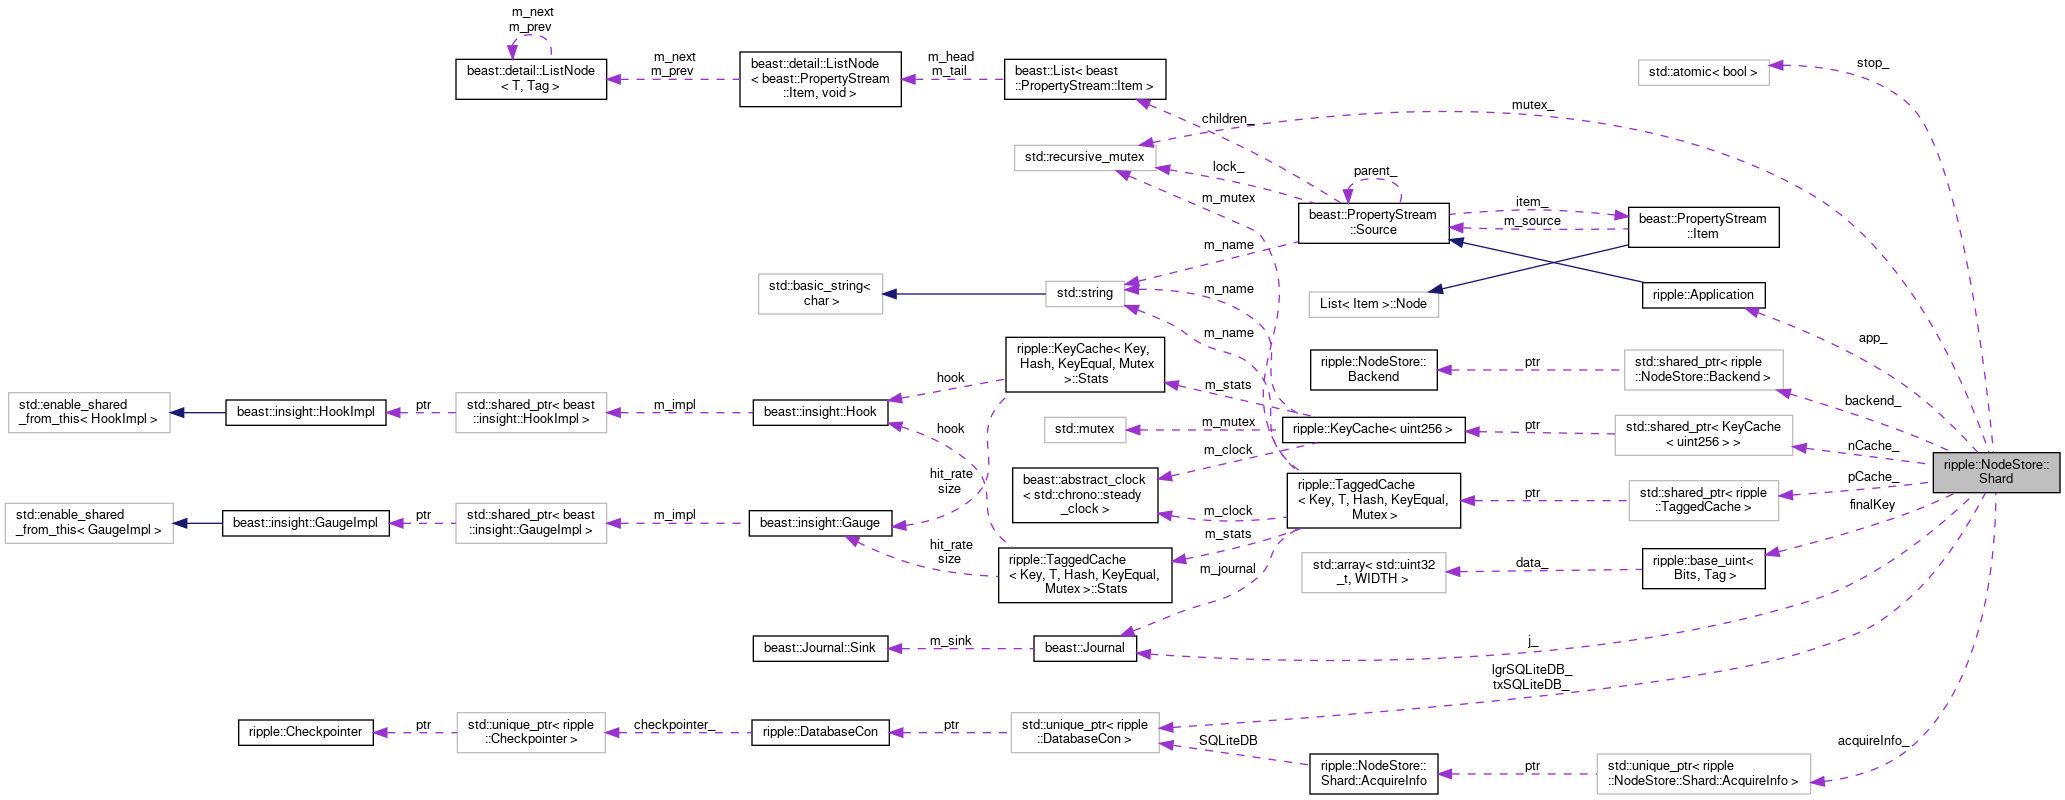 m_next
m_prev
beast::detail::ListNode
< T, Tag >
m_next
m_prev
beast::detail::ListNode
< beast::PropertyStream
::Item, void >
m_head
m_tail
beast::List< beast
::PropertyStream::Item >
std::atomic< bool >
stop_
mutex_
children_
std::recursive_mutex
lock_
parent_
m_mutex
beast::PropertyStream
::Source
item_
m_source
beast::PropertyStream
::Item
m_name
std::basic_string<
char >
std::string
m_name
List< Item >::Node
ripple::Application
m_name
app_
ripple::KeyCache< Key,
Hash, KeyEqual, Mutex
>::Stats
ripple::NodeStore::
Backend
ptr
std::shared_ptr< ripple
::NodeStore::Backend >
hook
m_stats
backend_
std::enable_shared
_from_this< HookImpl >
beast::insight::HookImpl
ptr
std::shared_ptr< beast
::insight::HookImpl >
m_impl
beast::insight::Hook
hook
std::mutex
m_mutex
ripple::KeyCache< uint256 >
ptr
std::shared_ptr< KeyCache
< uint256 > >
nCache_
m_clock
ripple::NodeStore::
Shard
hit_rate
size
beast::abstract_clock
< std::chrono::steady
_clock >
ripple::TaggedCache
< Key, T, Hash, KeyEqual,
Mutex >
ptr
std::shared_ptr< ripple
::TaggedCache >
pCache_
finalKey
m_clock
std::enable_shared
_from_this< GaugeImpl >
beast::insight::GaugeImpl
ptr
std::shared_ptr< beast
::insight::GaugeImpl >
m_impl
beast::insight::Gauge
m_stats
hit_rate
size
ripple::TaggedCache
< Key, T, Hash, KeyEqual,
Mutex >::Stats
m_journal
std::array< std::uint32
_t, WIDTH >
data_
ripple::base_uint<
Bits, Tag >
beast::Journal::Sink
m_sink
beast::Journal
j_
lgrSQLiteDB_
txSQLiteDB_
ripple::Checkpointer
ptr
std::unique_ptr< ripple
::Checkpointer >
checkpointer_
ripple::DatabaseCon
ptr
std::unique_ptr< ripple
::DatabaseCon >
SQLiteDB
acquireInfo_
ripple::NodeStore::
Shard::AcquireInfo
ptr
std::unique_ptr< ripple
::NodeStore::Shard::AcquireInfo >